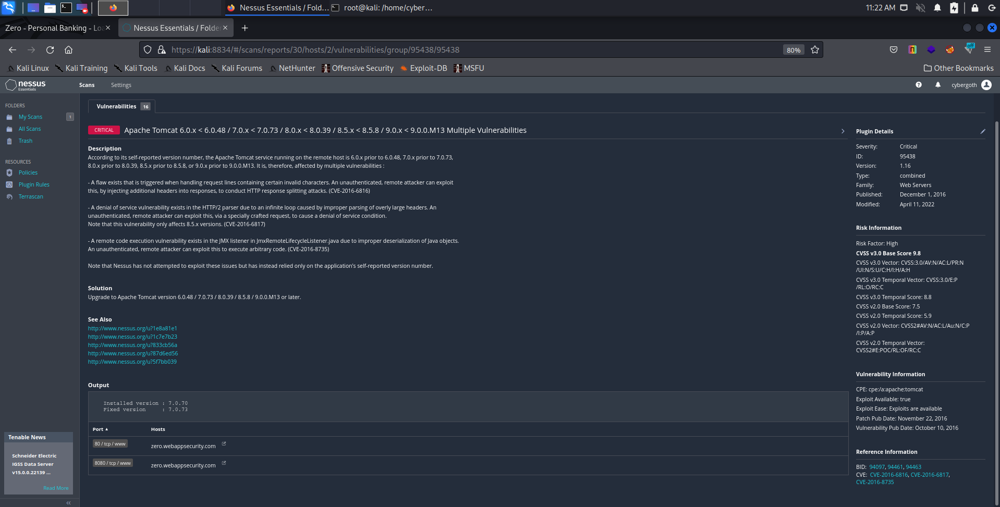 Nessus Essentials / Fold...
root@kali: /home/cyber...
11:22 AM
Zero - Personal Banking - Loa
Nessus Essentials / Folde
https://kali:8834/#/scans/reports/30/hosts/2/vulnerabilities/group/95438/95438
80%
off
Kali Linux
Kali Training
Kali Tools
Kali Docs
Kali Forums
NetHunter
Offensive Security
Exploit-DB
MSFU
Other Bookmarks
nessus
Essentials
Scans
Settings
cybergoth
FOLDERS
My Scans
1
All Scans
Trash
RESOURCES
Policies
Plugin Rules
Terrascan
Tenable News
Schneider Electric
IGSS Data Server
v15.0.0.22139 ...
Read More
Vulnerabilities 16
CRITICAL Apache Tomcat 6.0.x < 6.0.48 / 7.0.x < 7.0.73 / 8.0.x < 8.0.39 / 8.5.x < 8.5.8 / 9.0.x < 9.0.0.M13 Multiple Vulnerabilities
Description
According to its self-reported version number, the Apache Tomcat service running on the remote host is 6.0.x prior to 6.0.48, 7.0.x prior to 7.0.73,
8.0.x prior to 8.0.39, 8.5.x prior to 8.5.8, or 9.0.x prior to 9.0.0.M13. It is, therefore, affected by multiple vulnerabilities :
- A flaw exists that is triggered when handling request lines containing certain invalid characters. An unauthenticated, remote attacker can exploit
this, by injecting additional headers into responses, to conduct HTTP response splitting attacks. (CVE-2016-6816)
- A denial of service vulnerability exists in the HTTP/2 parser due to an infinite loop caused by improper parsing of overly large headers. An
unauthenticated, remote attacker can exploit this, via a specially crafted request, to cause a denial of service condition.
Note that this vulnerability only affects 8.5.x versions. (CVE-2016-6817)
- A remote code execution vulnerability exists in the JMX listener in JmxRemoteLifecycleListener.java due to improper deserialization of Java objects.
An unauthenticated, remote attacker can exploit this to execute arbitrary code. (CVE-2016-8735)
Note that Nessus has not attempted to exploit these issues but has instead relied only on the application's self-reported version number.
Solution
Upgrade to Apache Tomcat version 6.0.48 / 7.0.73 / 8.0.39 / 8.5.8 / 9.0.0.M13 or later.
See Also
http://www.nessus.org/u?1e8a81e1
http://www.nessus.org/u?1c7e7b23
http://www.nessus.org/u?833cb56a
http://www.nessus.org/u?87d6ed56
http://www.nessus.org/u?5f7bb039
Output
Installed version : 7.0.70
Fixed version : 7.0.73
Port Hosts
80 / tcp / www zero.webappsecurity.com
8080 / tcp / www zero.webappsecurity.com
Plugin Details
Severity: Critical
ID: 95438
Version: 1.16
Type: combined
Family: Web Servers
Published: December 1, 2016
Modified: April 11, 2022
Risk Information
Risk Factor: High
CVSS v3.0 Base Score 9.8
CVSS v3.0 Vector: CVSS:3.0/AV:N/AC:L/PR:N
/UI:N/S:U/C:H/I:H/A:H
CVSS v3.0 Temporal Vector: CVSS:3.0/E:P
/RL:O/RC:C
CVSS v3.0 Temporal Score: 8.8
CVSS v2.0 Base Score: 7.5
CVSS v2.0 Temporal Score: 5.9
CVSS v2.0 Vector: CVSS2#AV:N/AC:L/Au:N/C:P
/I:P/A:P
CVSS v2.0 Temporal Vector:
CVSS2#E:POC/RL:OF/RC:C
Vulnerability Information
CPE: cpe:/a:apache:tomcat
Exploit Available: true
Exploit Ease: Exploits are available
Patch Pub Date: November 22, 2016
Vulnerability Pub Date: October 10, 2016
Reference Information
BID: 94097, 94461, 94463
CVE: CVE-2016-6816, CVE-2016-6817,
CVE-2016-8735